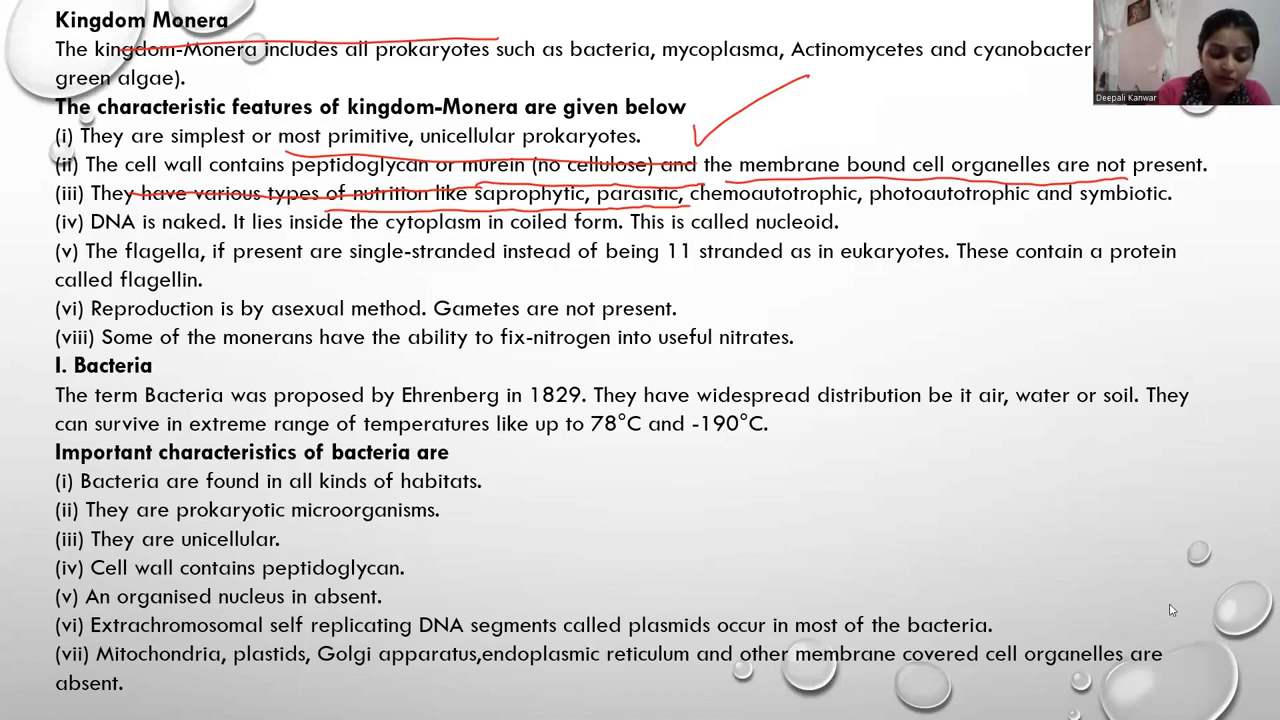 Kingdom Monera
The kingdom-Monera includes all prokaryotes such as bacteria, mycoplasma, Actinomycetes and cyanobacter
green algae).
The characteristic features of kingdom-Monera are given below
(i) They are simplest or most primitive, unicellular prokaryotes.
(ii) The cell wall contains peptidoglycan or murein (no cellulose) and the membrane bound cell organelles are not present.
(iii) They have various types of nutrition like saprophytic, parasitic, chemoautotrophic, photoautotrophic and symbiotic.
(iv) DNA is naked. It lies inside the cytoplasm in coiled form. This is called nucleoid.
(v) The flagella, if present are single-stranded instead of being 11 stranded as in eukaryotes. These contain a protein
called flagellin.
(vi) Reproduction is by asexual method. Gametes are not present.
(viii) Some of the monerans have the ability to fix-nitrogen into useful nitrates.
I. Bacteria
The term Bacteria was proposed by Ehrenberg in 1829. They have widespread distribution be it air, water or soil. They
can survive in extreme range of temperatures like up to 78°C and -190°C.
Important characteristics of bacteria are
(i) Bacteria are found in all kinds of habitats.
(ii) They are prokaryotic microorganisms.
(iii) They are unicellular.
(iv) Cell wall contains peptidoglycan.
(v) An organised nucleus in absent.
(vi) Extrachromosomal self replicating DNA segments called plasmids occur in most of the bacteria.
(vii) Mitochondria, plastids, Golgi apparatus,endoplasmic reticulum and other membrane covered cell organelles are
absent.
Deepali Kanwar